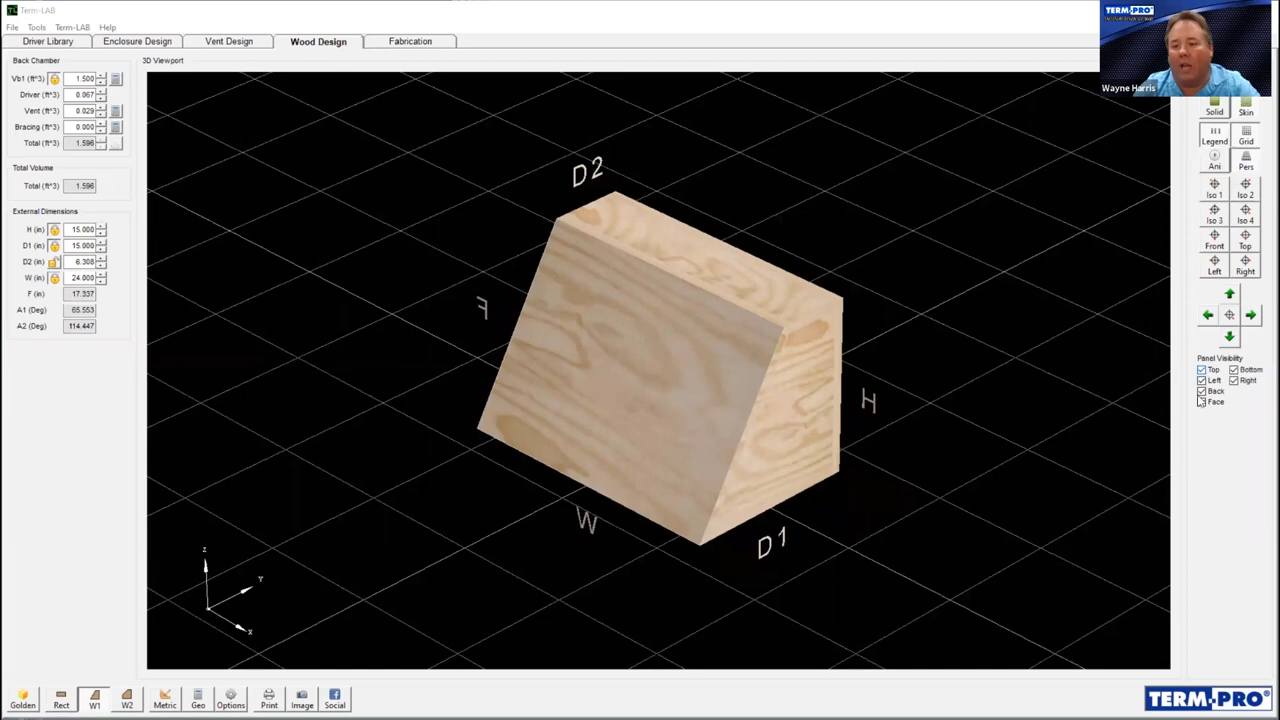 Term-LAB
File Tools Term-LAB Help
Driver Library Enclosure Design Vent Design Wood Design Fabrication
Back Chamber
Vb1 (ft^3) 1.500
Driver (ft^3) 0.067
Vent (ft^3) 0.029
Bracing (ft^3) 0.000
Total (ft^3) 1.596
Total Volume
Total (ft^3) 1.596
External Dimensions
H (in) 15.000
D1 (in) 15.000
D2 (in) 6.308
W (in) 24.000
F (in) 17.337
A1 (Deg) 65.553
A2 (Deg) 114.447
3D Viewport
D2
F
H
W
D1
Z
Y
X
TERM-PRO
Wayne Harris
Solid Skin
Legend Grid
Ani Pers
Iso 1 Iso 2
Iso 3 Iso 4
Front Top
Left Right
Panel Visibility
Top Bottom
Left Right
Back
Face
Golden Rect W1 W2 Metric Geo Options Print Image Social
TERM-PRO